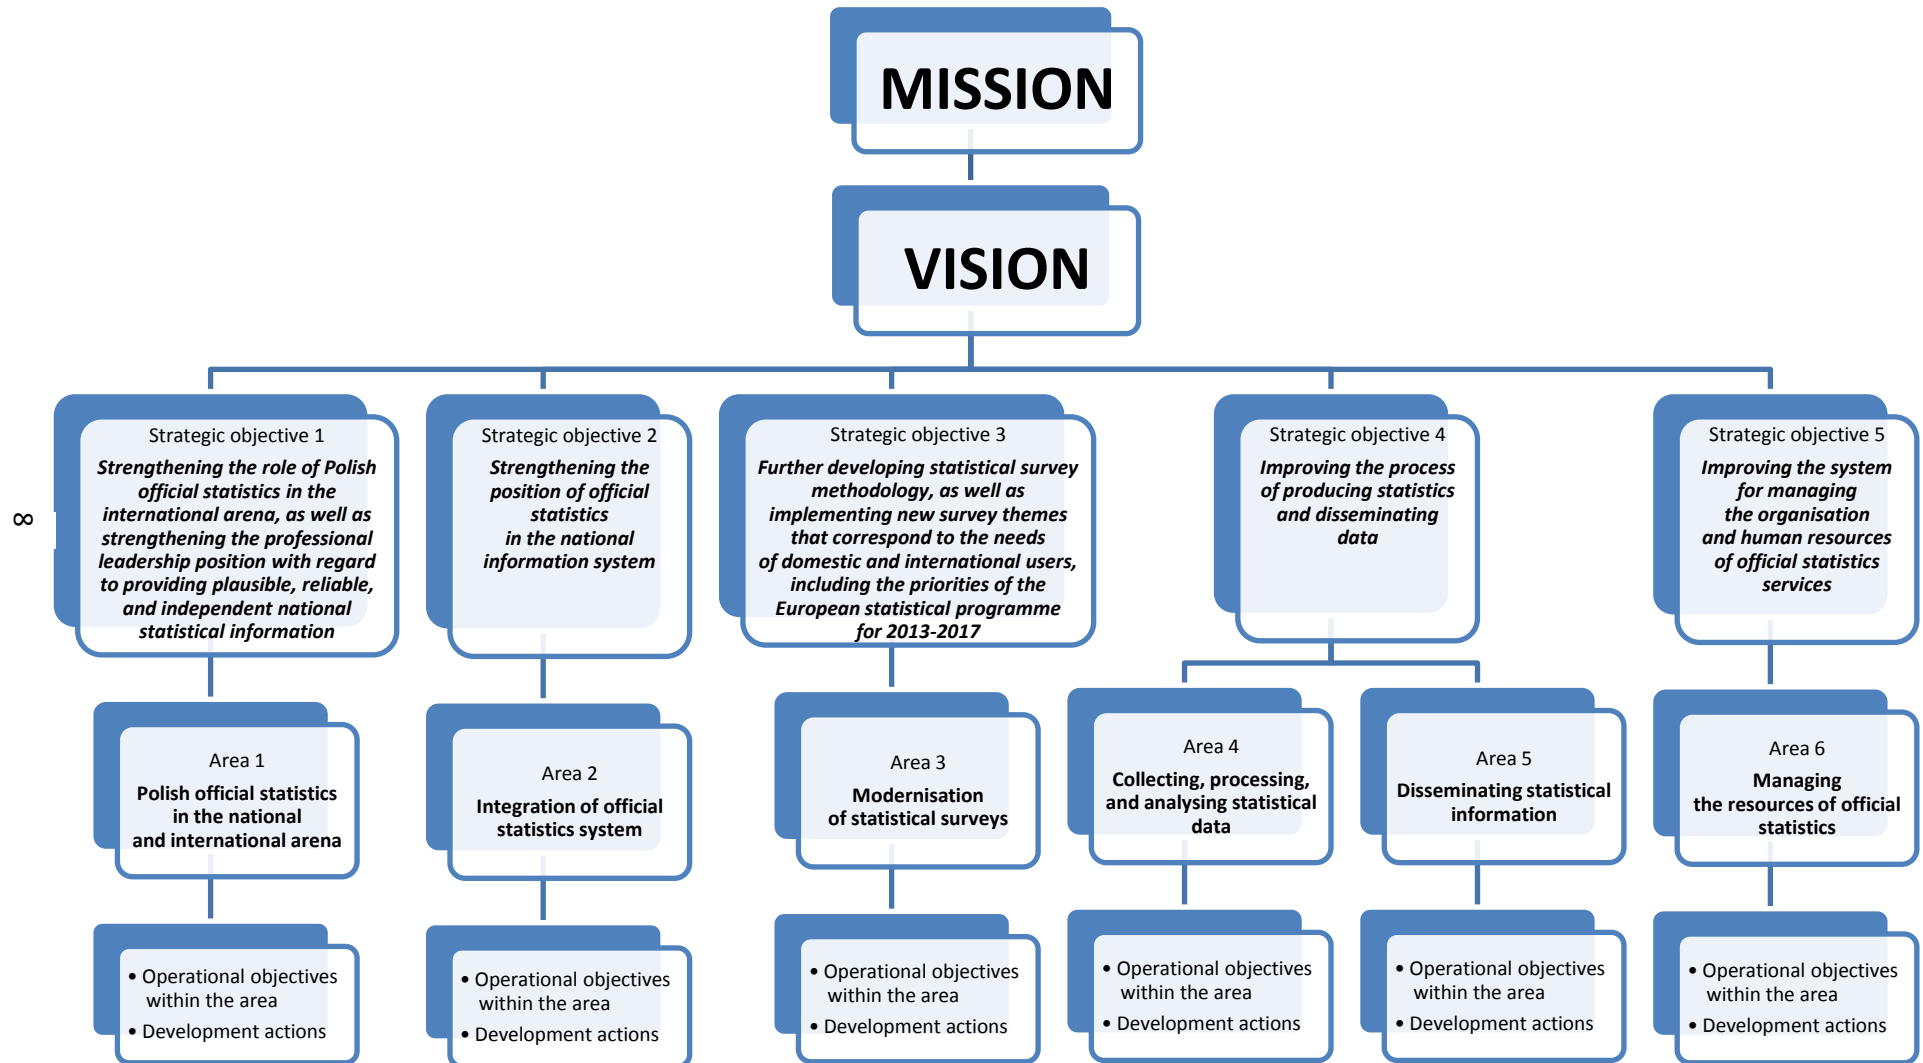 MISSION
VISION
Strategic objective 1
Strengthening the role of Polish
official statistics in the
international arena, as well as
strengthening the professional
leadership position with regard
to providing plausible, reliable,
and independent national
statistical information
Strategic objective 2
Strengthening the
position of official
statistics
in the national
information system
Strategic objective 3
Further developing statistical survey
methodology, as well as
implementing new survey themes
that correspond to the needs
of domestic and international users,
including the priorities of the
European statistical programme
for 2013-2017
Strategic objective 4
Improving the process
of producing statistics
and disseminating
data
Strategic objective 5
Improving the system
for managing
the organisation
and human resources
of official statistics
services
8
Area 1
Polish official statistics
in the national
and international arena
Area 2
Integration of official
statistics system
Area 3
Modernisation
of statistical surveys
Area 4
Collecting, processing,
and analysing statistical
data
Area 5
Disseminating statistical
information
Area 6
Managing
the resources of official
statistics
• Operational objectives
within the area
• Development actions
• Operational objectives
within the area
• Development actions
• Operational objectives
within the area
• Development actions
• Operational objectives
within the area
• Development actions
• Operational objectives
within the area
• Development actions
• Operational objectives
within the area
• Development actions